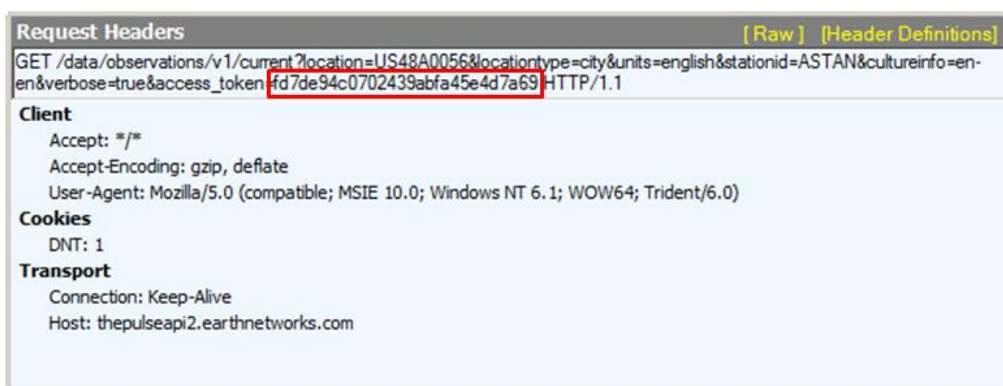 Request Headers [ Raw ] [Header Definitions]
GET /data/observations/v1/current?location=US48A0056&locationtype=city&units=english&stationid=ASTAN&cultureinfo=en-
en&verbose=true&access_token=fd7de94c0702439abfa45e4d7a69 HTTP/1.1
Client
Accept: */*
Accept-Encoding: gzip, deflate
User-Agent: Mozilla/5.0 (compatible; MSIE 10.0; Windows NT 6.1; WOW64; Trident/6.0)
Cookies
DNT: 1
Transport
Connection: Keep-Alive
Host: thepulseapi2.earthnetworks.com